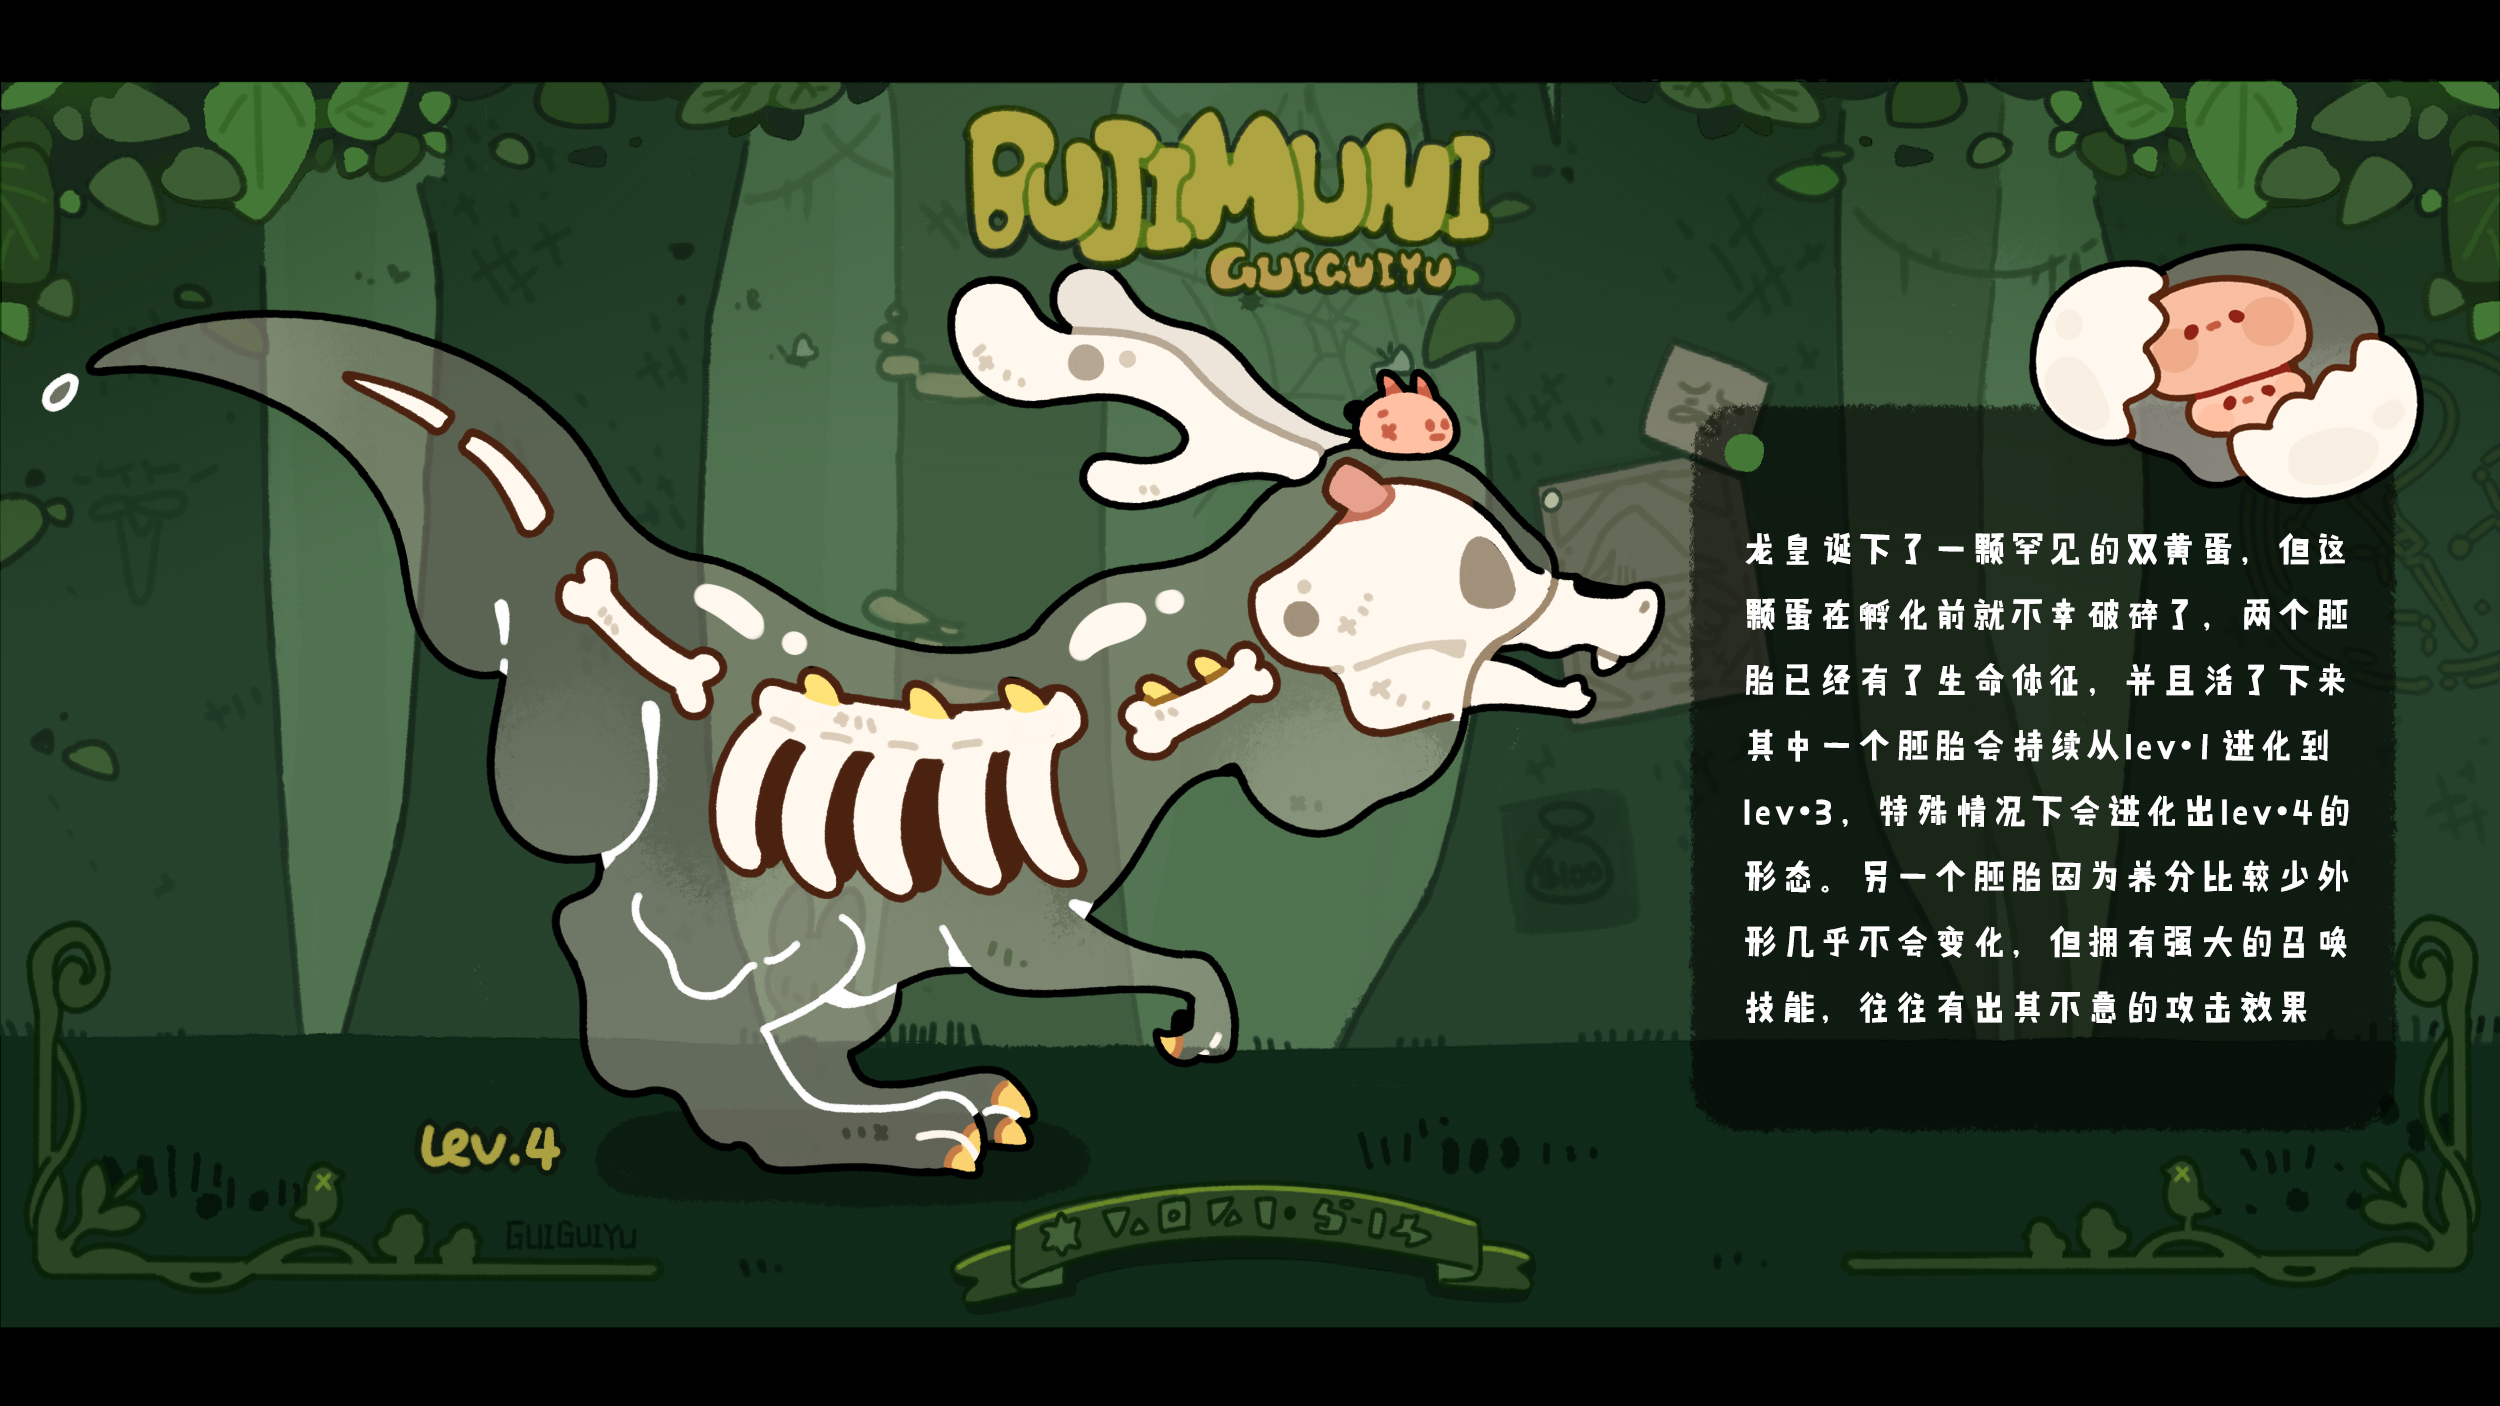 BUJIMUMI
GUIGUIYU
龙皇诞下了一颗罕见的双黄蛋，但这
颗蛋在孵化前就不幸破碎了，两个胚
胎已经有了生命体征，并且活了下来
其中一个胚胎会持续从lev•1进化到
lev•3，特殊情况下会进化出lev•4的
形态。另一个胚胎因为养分比较少外
形几乎不会变化，但拥有强大的召唤
技能，往往有出其不意的攻击效果
$100
lev.4
GUIGUIYU